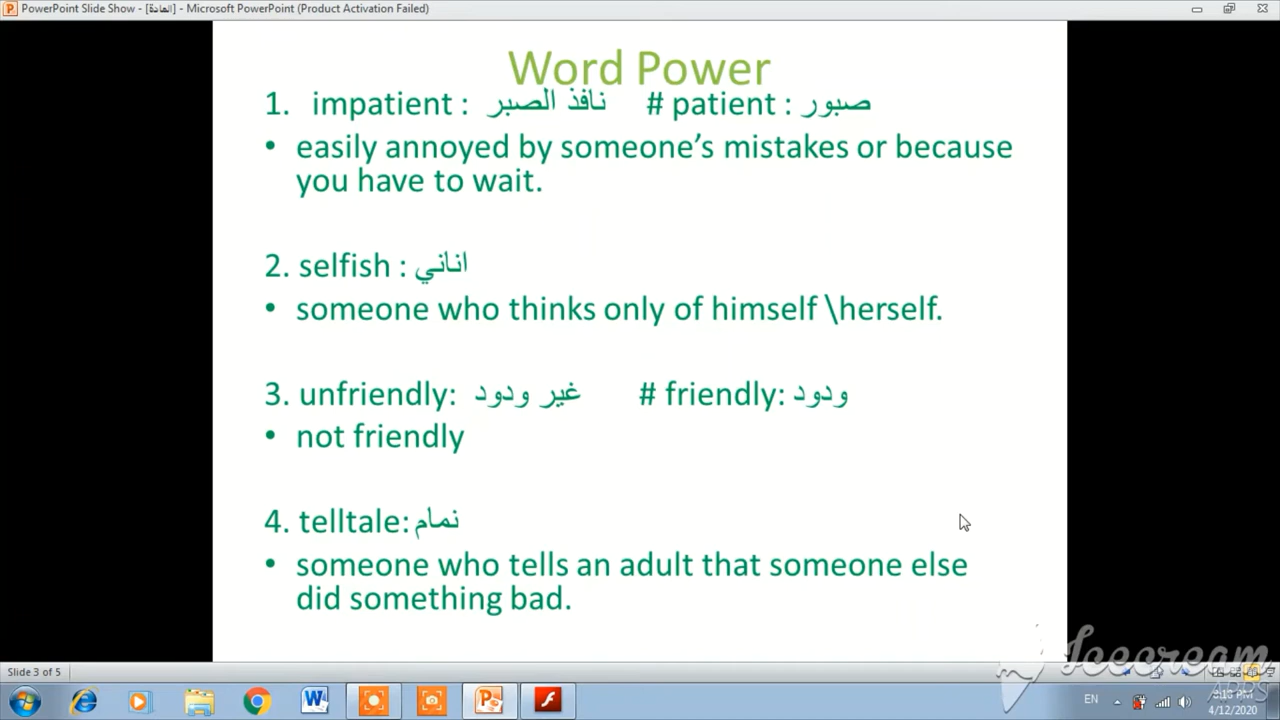 PowerPoint Slide Show - [المادة] - Microsoft PowerPoint (Product Activation Failed)
Word Power
1. impatient : نافذ الصبر # patient : صبور
• easily annoyed by someone's mistakes or because
you have to wait.
2. selfish : اناني
• someone who thinks only of himself \herself.
3. unfriendly: غير ودود # friendly: ودود
• not friendly
4. telltale: نمام
• someone who tells an adult that someone else
did something bad.
Icecream
APPS
Slide 3 of 5
EN
PM
4/12/2020